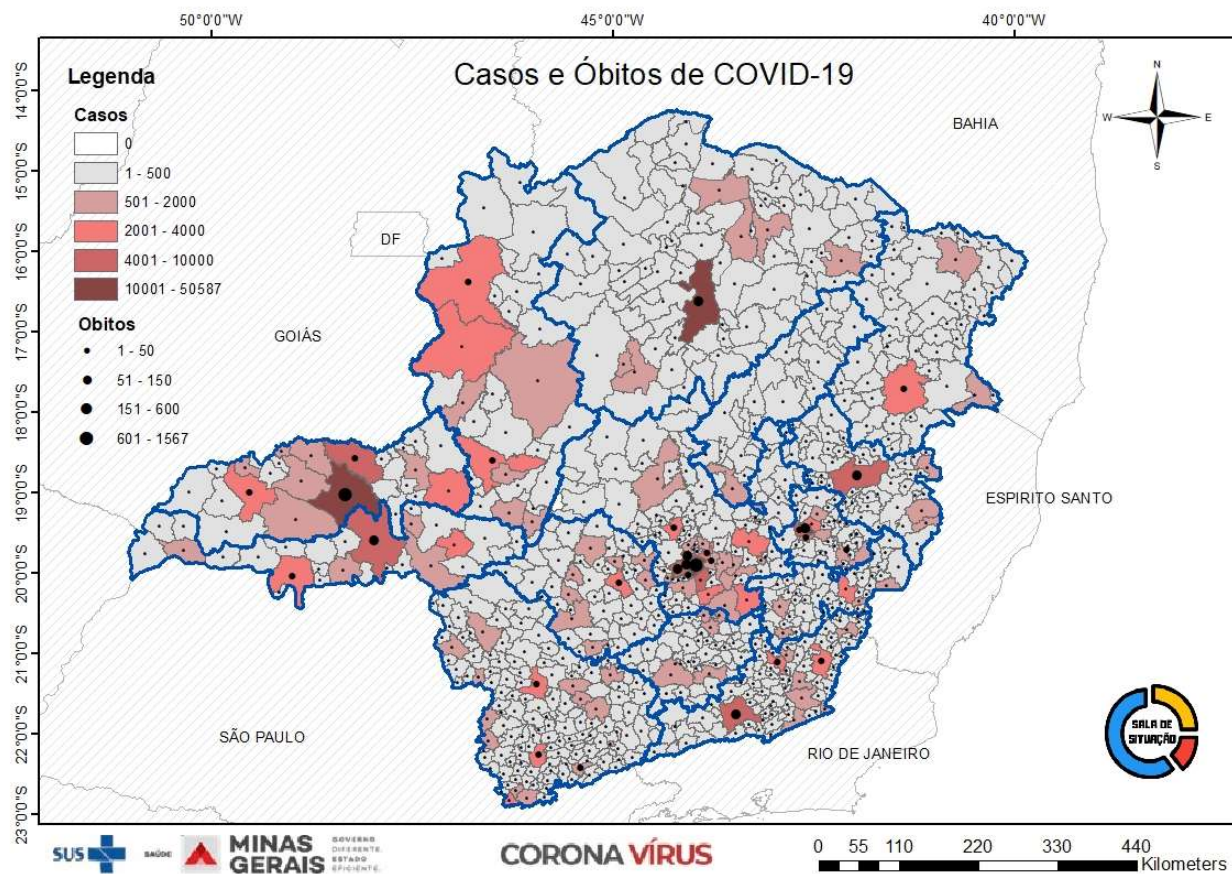 50°0'0"W
45°0'0"W
40°0'0"W
Legenda
Casos e Óbitos de COVID-19
Casos
0
1 - 500
501 - 2000
2001 - 4000
4001 - 10000
10001 - 50587
Obitos
1 - 50
51 - 150
151 - 600
601 - 1567
N
W
E
S
BAHIA
DF
GOIÁS
ESPIRITO SANTO
SÃO PAULO
RIO DE JANEIRO
SALA DE
SITUAÇÃO
14°0'0"S
15°0'0"S
16°0'0"S
17°0'0"S
18°0'0"S
19°0'0"S
20°0'0"S
21°0'0"S
22°0'0"S
23°0'0"S
SUS
SAÚDE
MINAS
GERAIS
GOVERNO
DIFERENTE.
ESTADO
EFICIENTE.
CORONA VÍRUS
0 55 110 220 330 440
Kilometers